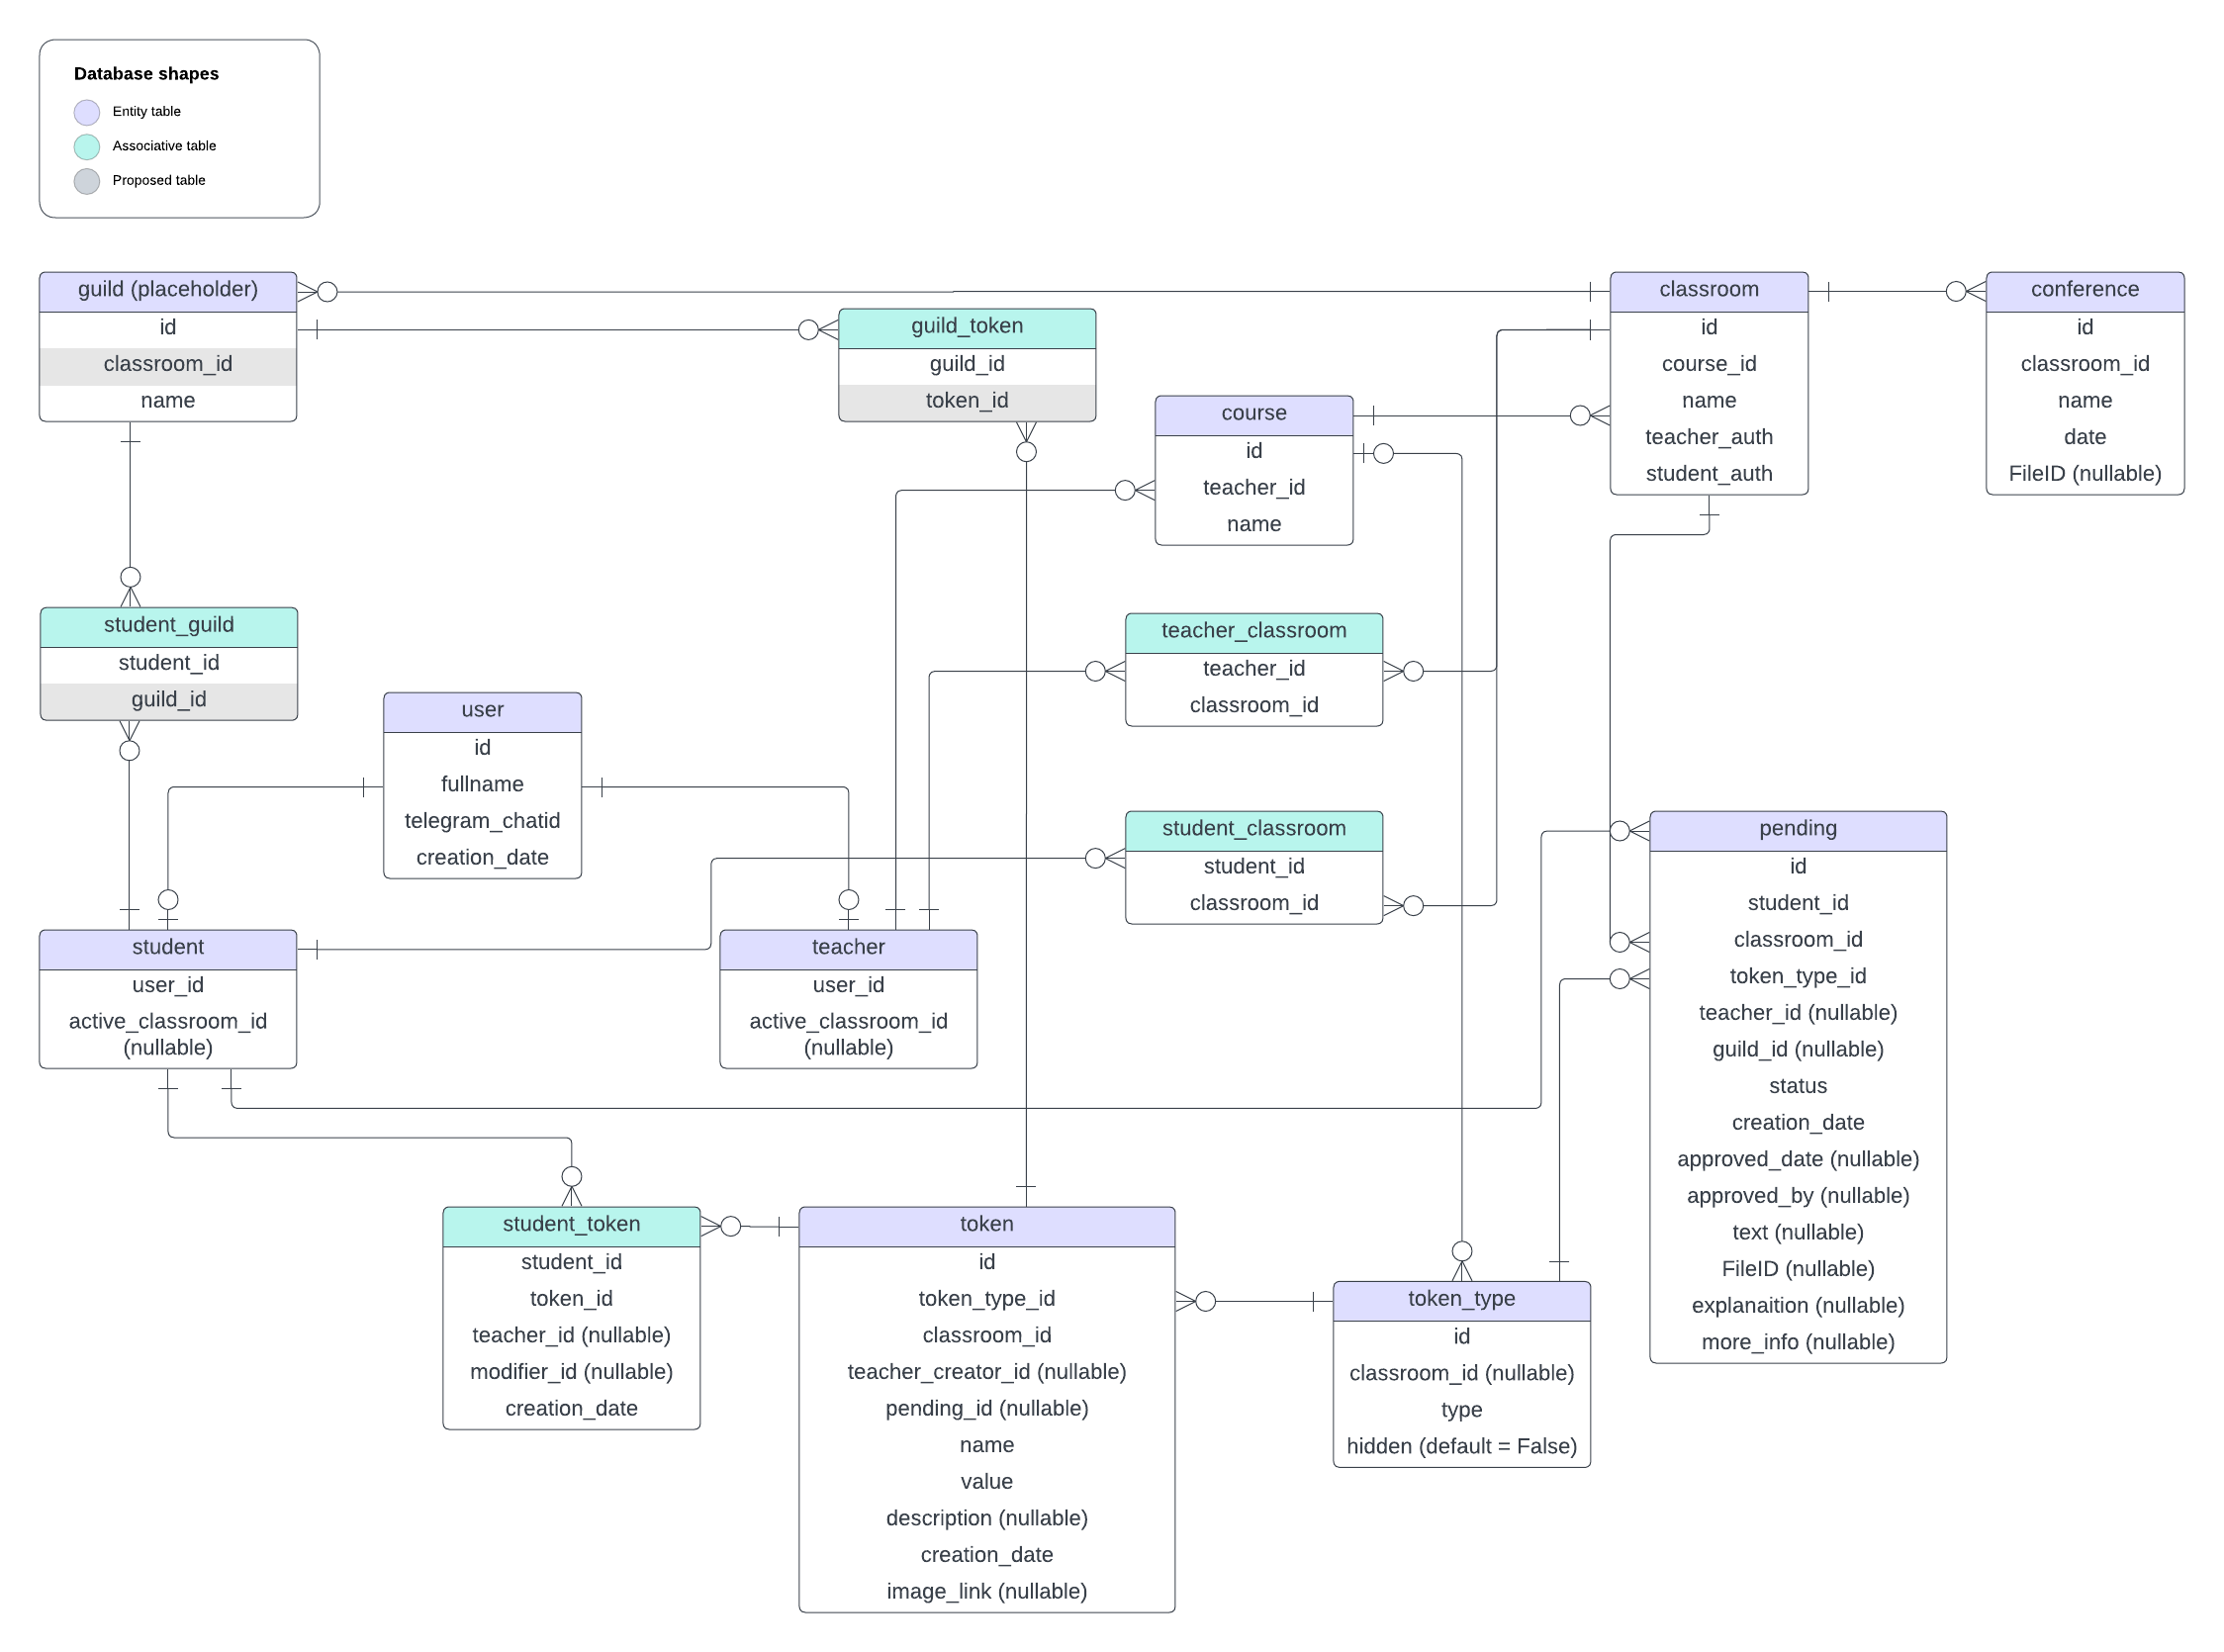 Database shapes
Entity table
Associative table
Proposed table
guild (placeholder)
id
classroom_id
name
guild_token
guild_id
token_id
course
id
teacher_id
name
classroom
id
course_id
name
teacher_auth
student_auth
conference
id
classroom_id
name
date
FileID (nullable)
student_guild
student_id
guild_id
user
id
fullname
telegram_chatid
creation_date
teacher_classroom
teacher_id
classroom_id
student_classroom
student_id
classroom_id
pending
id
student_id
classroom_id
token_type_id
teacher_id (nullable)
guild_id (nullable)
status
creation_date
approved_date (nullable)
approved_by (nullable)
text (nullable)
FileID (nullable)
explanaition (nullable)
more_info (nullable)
student
user_id
active_classroom_id
(nullable)
teacher
user_id
active_classroom_id
(nullable)
student_token
student_id
token_id
teacher_id (nullable)
modifier_id (nullable)
creation_date
token
id
token_type_id
classroom_id
teacher_creator_id (nullable)
pending_id (nullable)
name
value
description (nullable)
creation_date
image_link (nullable)
token_type
id
classroom_id (nullable)
type
hidden (default = False)